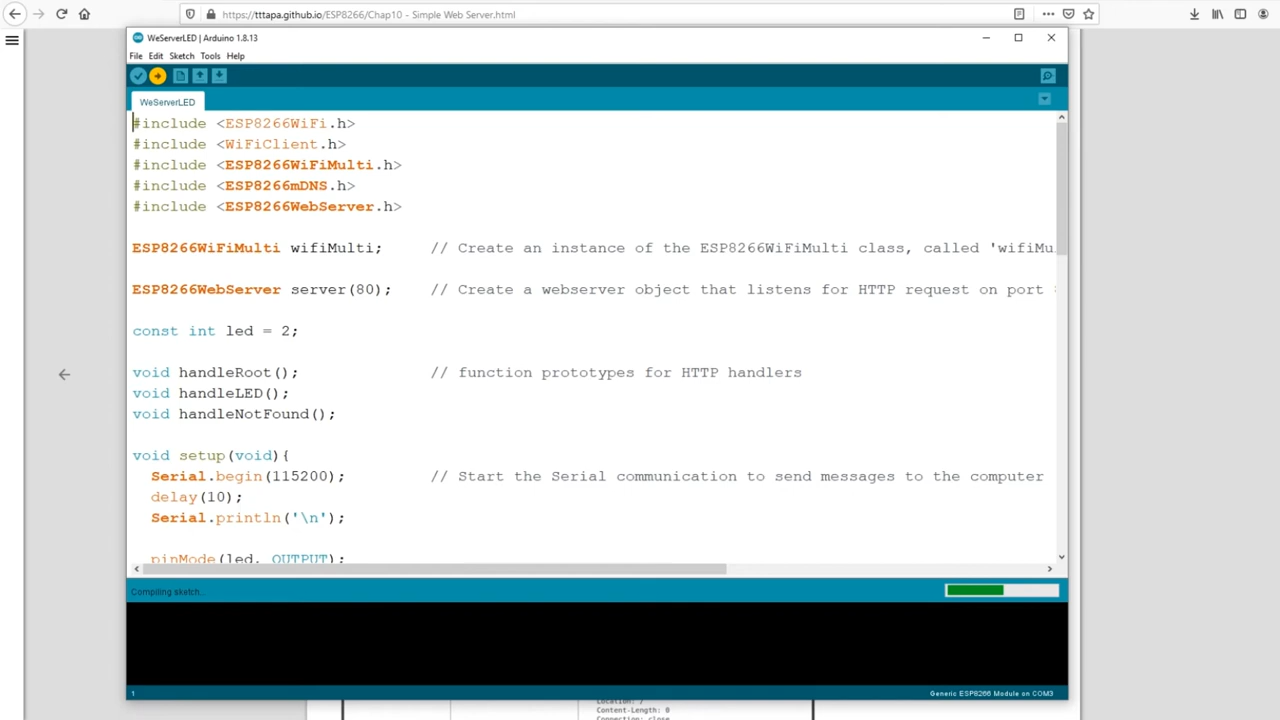 https://tttapa.github.io/ESP8266/Chap10 - Simple Web Server.html
WeServerLED | Arduino 1.8.13
File Edit Sketch Tools Help
WeServerLED
#include <ESP8266WiFi.h>
#include <WiFiClient.h>
#include <ESP8266WiFiMulti.h>
#include <ESP8266mDNS.h>
#include <ESP8266WebServer.h>
ESP8266WiFiMulti wifiMulti; // Create an instance of the ESP8266WiFiMulti class, called 'wifiMu
ESP8266WebServer server(80); // Create a webserver object that listens for HTTP request on port
const int led = 2;
void handleRoot(); // function prototypes for HTTP handlers
void handleLED();
void handleNotFound();
void setup(void){
Serial.begin(115200); // Start the Serial communication to send messages to the computer
delay(10);
Serial.println('\n');
pinMode(led, OUTPUT);
Compiling sketch...
1 Generic ESP8266 Module on COM3
Location: /
Content-Length: 0
Connection: close